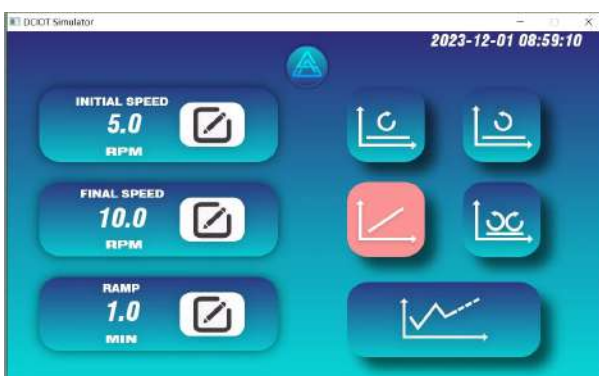 DCIOT Simulator
2023-12-01 08:59:10
INITIAL SPEED
5.0
RPM
FINAL SPEED
10.0
RPM
RAMP
1.0
MIN